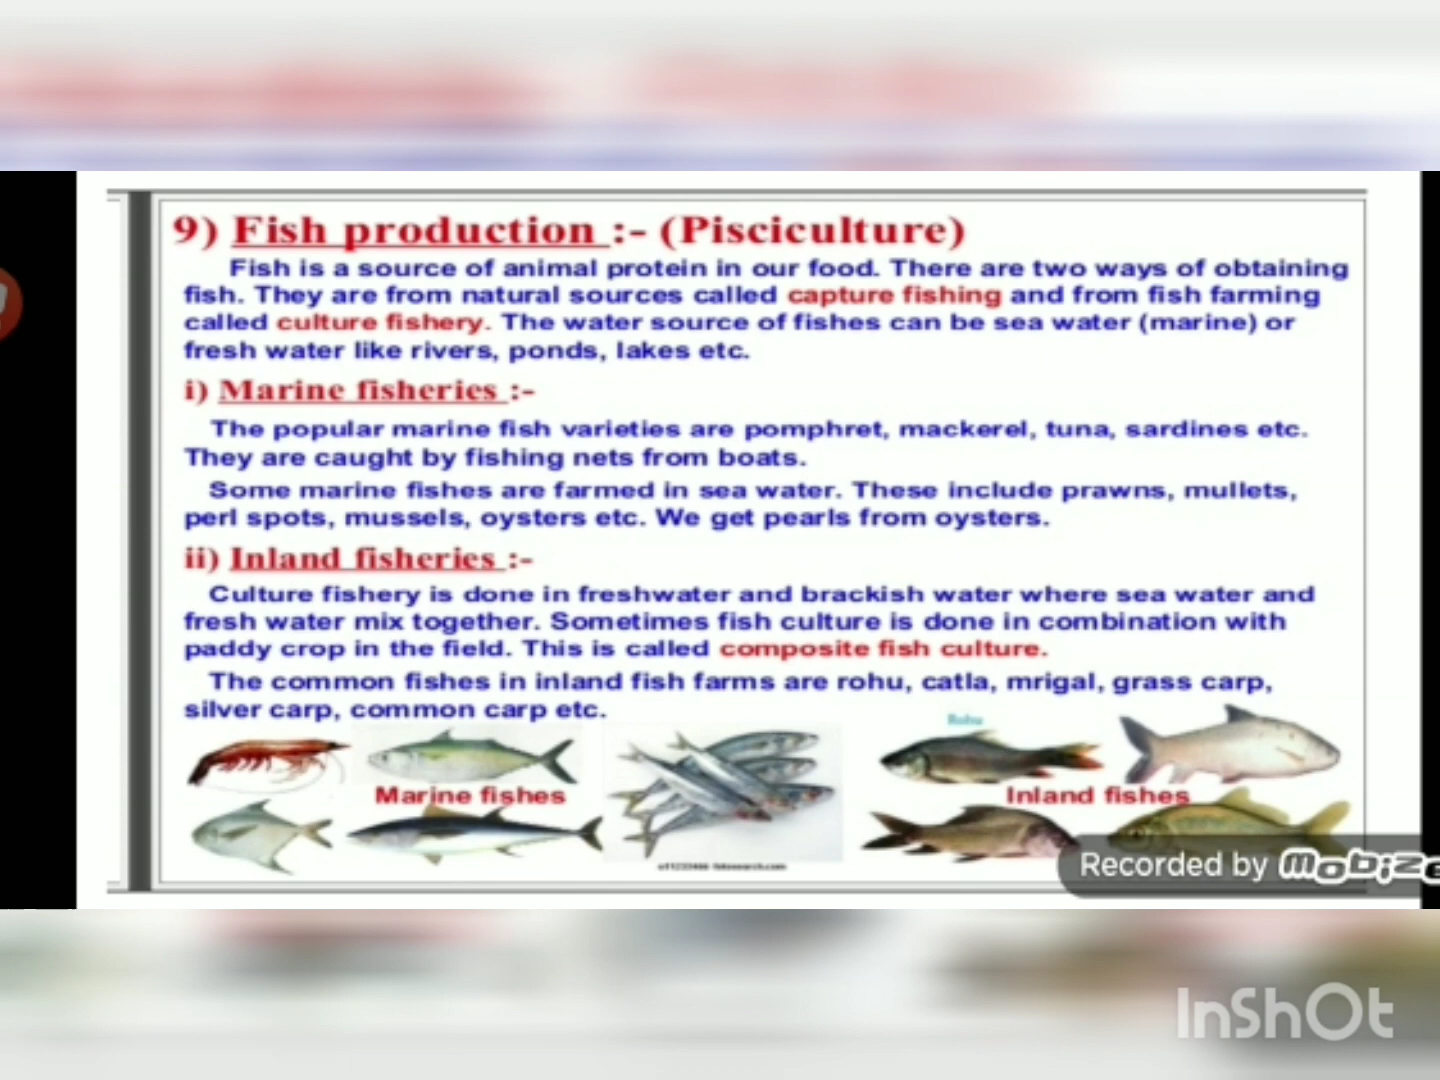 9) Fish production :- (Pisciculture)
Fish is a source of animal protein in our food. There are two ways of obtaining
fish. They are from natural sources called capture fishing and from fish farming
called culture fishery. The water source of fishes can be sea water (marine) or
fresh water like rivers, ponds, lakes etc.
i) Marine fisheries :-
The popular marine fish varieties are pomphret, mackerel, tuna, sardines etc.
They are caught by fishing nets from boats.
Some marine fishes are farmed in sea water. These include prawns, mullets,
perl spots, mussels, oysters etc. We get pearls from oysters.
ii) Inland fisheries :-
Culture fishery is done in freshwater and brackish water where sea water and
fresh water mix together. Sometimes fish culture is done in combination with
paddy crop in the field. This is called composite fish culture.
The common fishes in inland fish farms are rohu, catla, mrigal, grass carp,
silver carp, common carp etc.
Rohu
Marine fishes
Inland fishes
Recorded by Mobize
InShOt